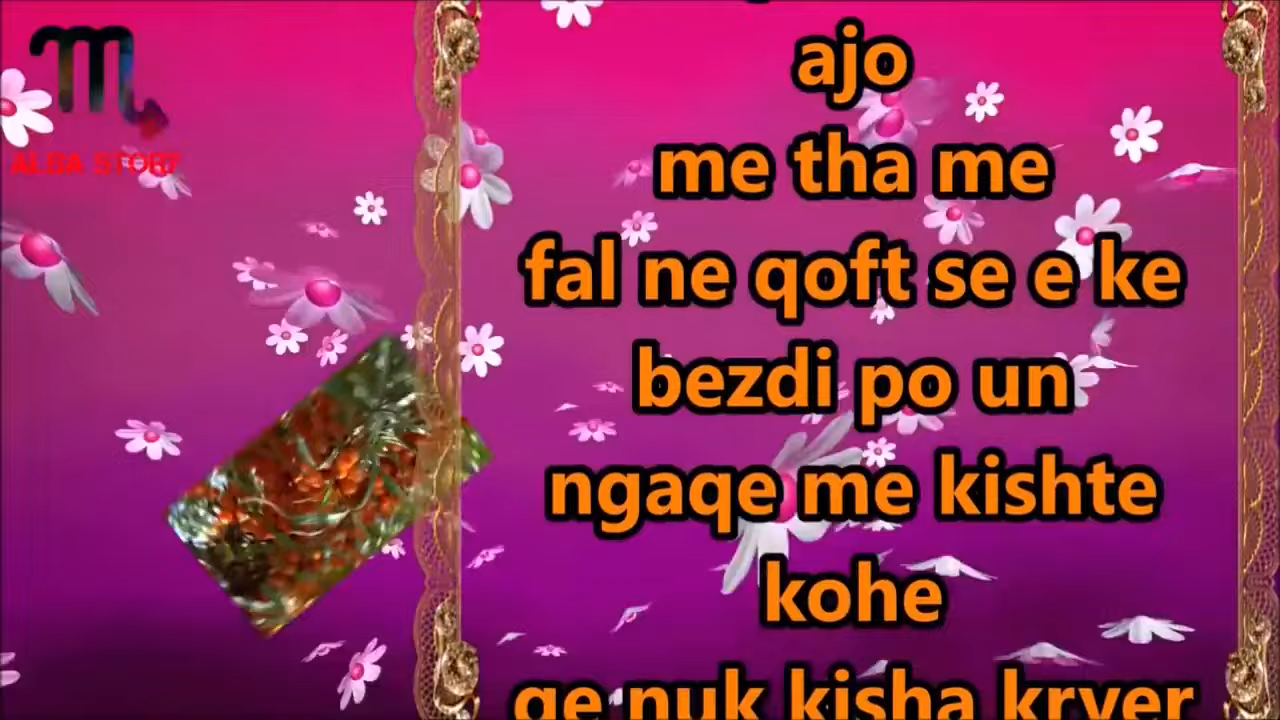 ALBA STORY
ajo
me tha me
fal ne qoft se e ke
bezdi po un
ngaqe me kishte
kohe
qe nuk kisha kryer